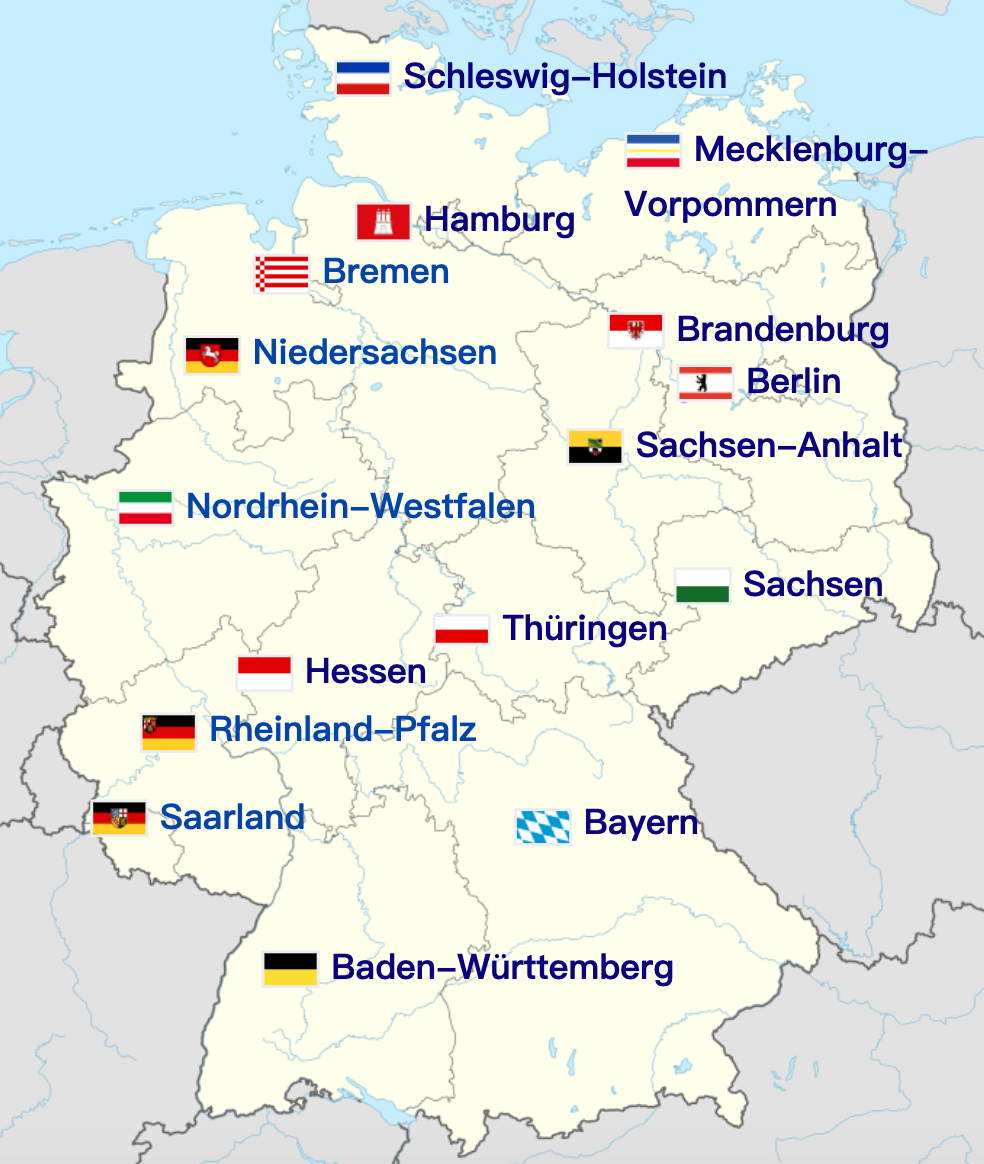 Schleswig–Holstein
Mecklenburg–
Vorpommern
Hamburg
Bremen
Brandenburg
Niedersachsen
Berlin
Sachsen–Anhalt
Nordrhein–Westfalen
Sachsen
Thüringen
Hessen
Rheinland–Pfalz
Saarland
Bayern
Baden–Württemberg